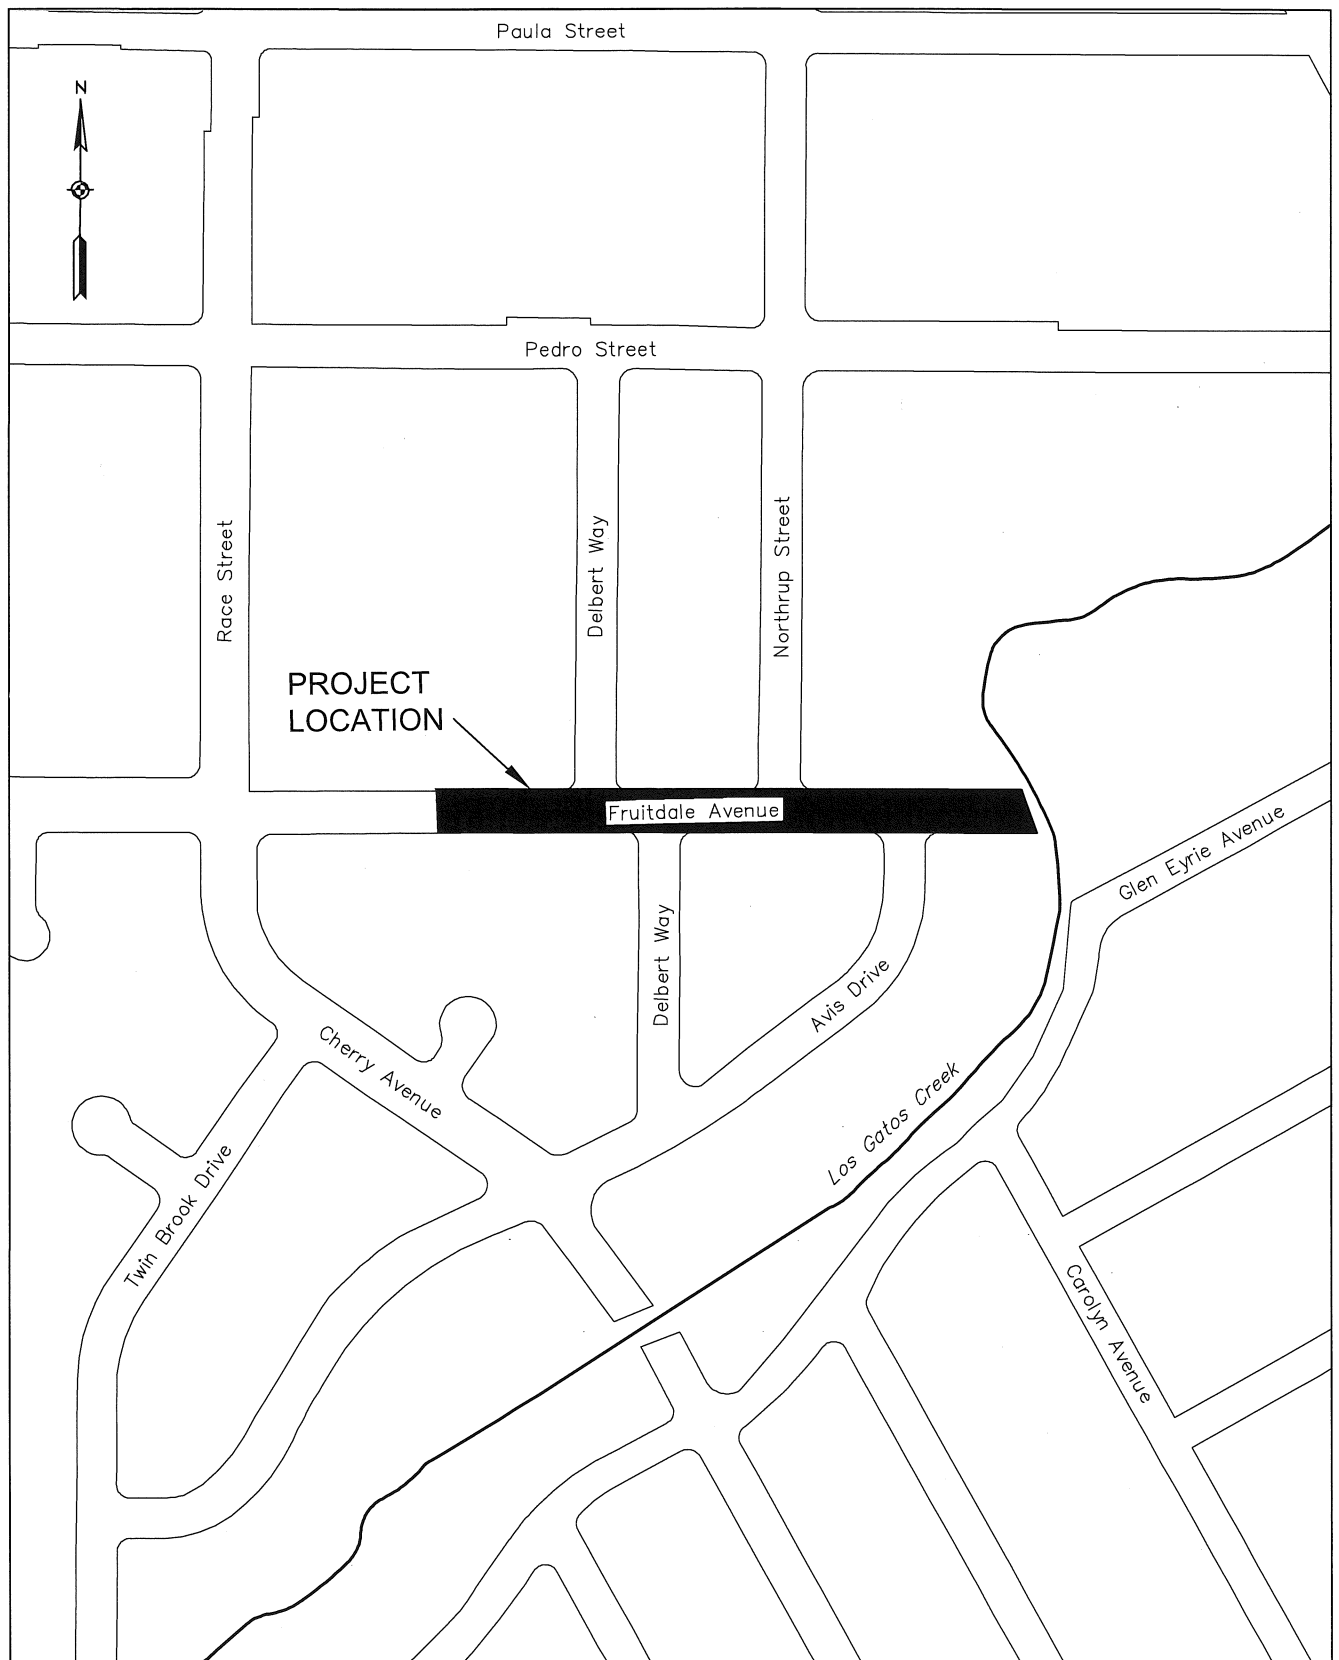 Paula Street
N
Pedro Street
Race Street
Delbert Way
Northrup Street
PROJECT
LOCATION
Fruitdale Avenue
Glen Eyrie Avenue
Delbert Way
Avis Drive
Cherry Avenue
Los Gatos Creek
Twin Brook Drive
Carolyn Avenue